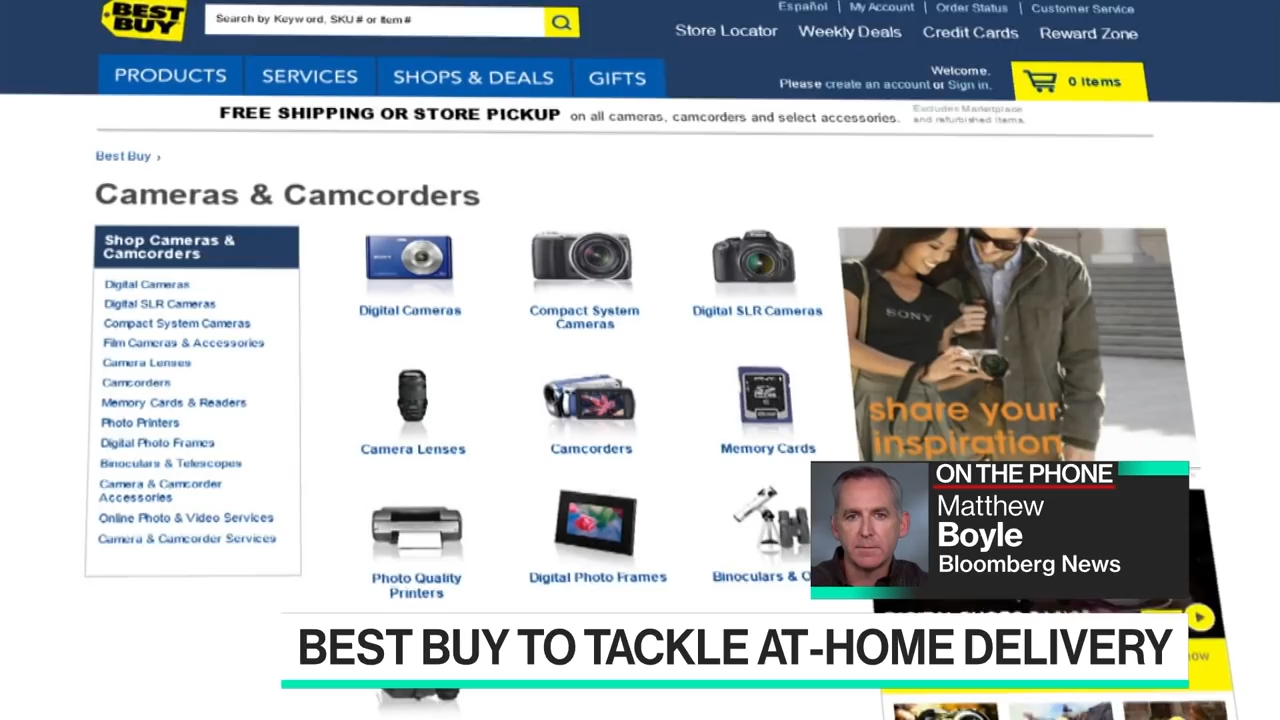 BEST BUY
Search by Keyword, SKU # or Item #
Español | My Account | Order Status | Customer Service
Store Locator Weekly Deals Credit Cards Reward Zone
PRODUCTS SERVICES SHOPS & DEALS GIFTS
Welcome.
Please create an account or Sign in.
0 Items
FREE SHIPPING OR STORE PICKUP on all cameras, camcorders and select accessories.
Excludes Marketplace
and refurbished items.
Best Buy ›
Cameras & Camcorders
Shop Cameras &
Camcorders
Digital Cameras
Digital SLR Cameras
Compact System Cameras
Film Cameras & Accessories
Camera Lenses
Camcorders
Memory Cards & Readers
Photo Printers
Digital Photo Frames
Binoculars & Telescopes
Camera & Camcorder
Accessories
Online Photo & Video Services
Camera & Camcorder Services
Digital Cameras
Compact System
Cameras
Digital SLR Cameras
Camera Lenses
Camcorders
Memory Cards
Photo Quality
Printers
Digital Photo Frames
Binoculars & O
SONY
share your
inspiration
ON THE PHONE
Matthew
Boyle
Bloomberg News
BEST BUY TO TACKLE AT-HOME DELIVERY